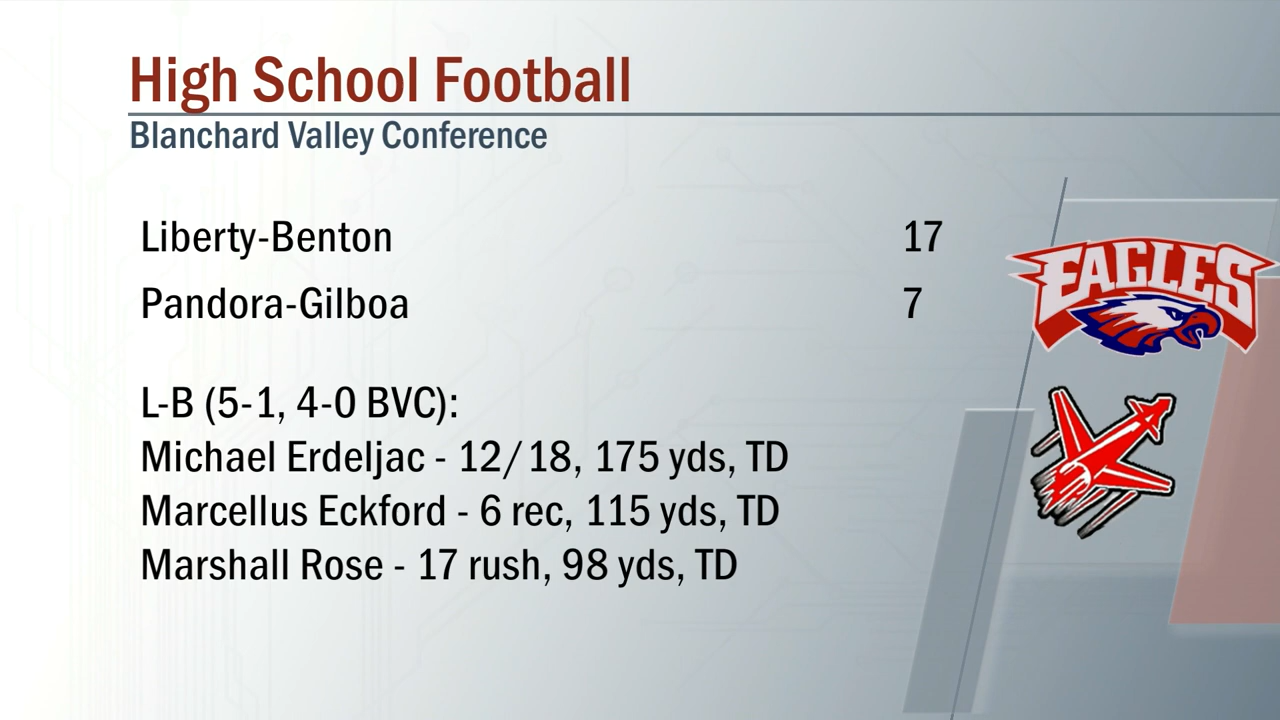 High School Football
Blanchard Valley Conference
Liberty-Benton 17
Pandora-Gilboa 7
EAGLES
L-B (5-1, 4-0 BVC):
Michael Erdeljac - 12/18, 175 yds, TD
Marcellus Eckford - 6 rec, 115 yds, TD
Marshall Rose - 17 rush, 98 yds, TD